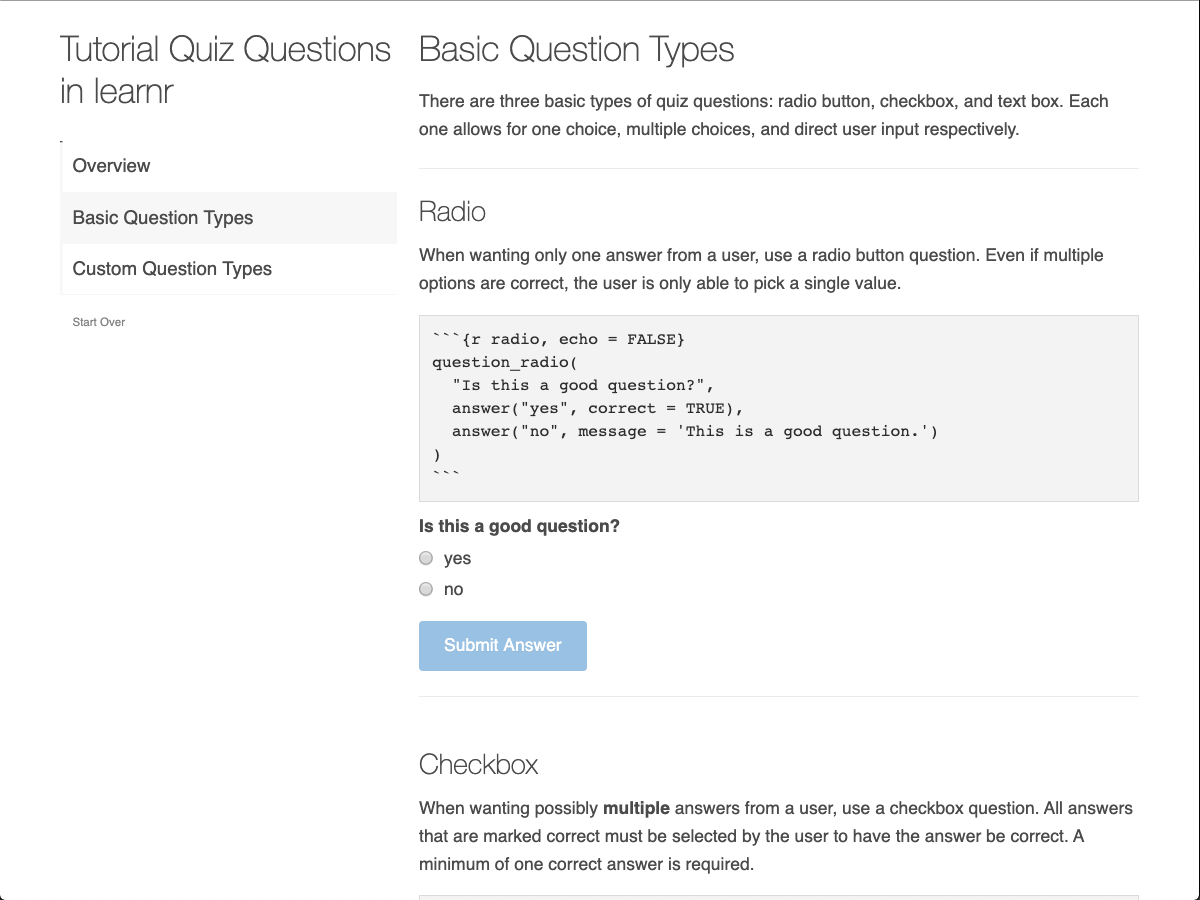 Tutorial Quiz Questions
in learnr
Overview
Basic Question Types
Custom Question Types
Start Over
Basic Question Types
There are three basic types of quiz questions: radio button, checkbox, and text box. Each
one allows for one choice, multiple choices, and direct user input respectively.
Radio
When wanting only one answer from a user, use a radio button question. Even if multiple
options are correct, the user is only able to pick a single value.
```{r radio, echo = FALSE}
question_radio(
  "Is this a good question?",
  answer("yes", correct = TRUE),
  answer("no", message = 'This is a good question.')
)
```
Is this a good question?
yes
no
Submit Answer
Checkbox
When wanting possibly multiple answers from a user, use a checkbox question. All answers
that are marked correct must be selected by the user to have the answer be correct. A
minimum of one correct answer is required.